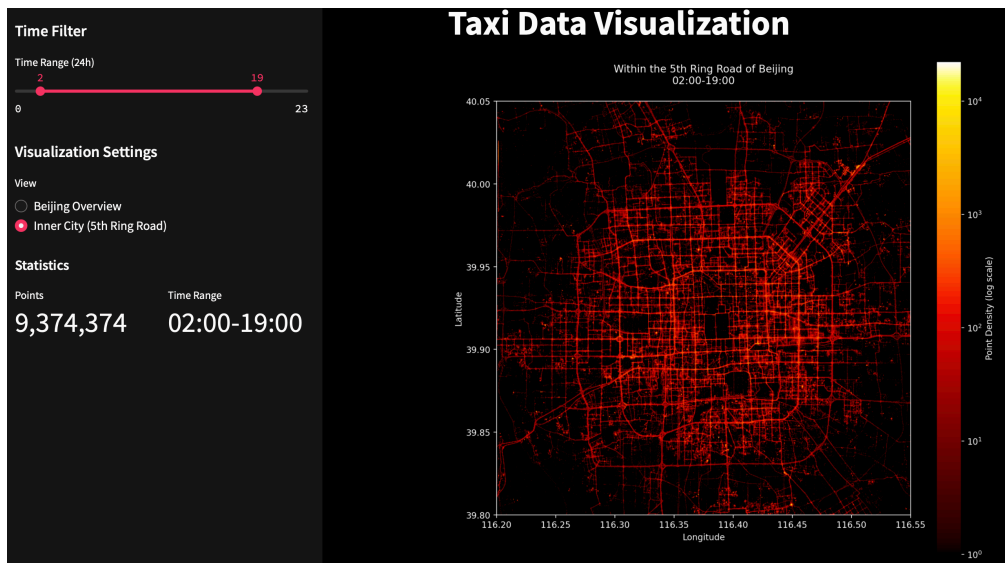 Time Filter
Time Range (24h)
2 19
0 23
Visualization Settings
View
Beijing Overview
Inner City (5th Ring Road)
Statistics
Points Time Range
9,374,374 02:00-19:00
Taxi Data Visualization
Within the 5th Ring Road of Beijing
02:00-19:00
40.05
40.00
39.95
39.90
39.85
39.80
Latitude
116.20 116.25 116.30 116.35 116.40 116.45 116.50 116.55
Longitude
10⁴
10³
10²
10¹
10⁰
Point Density (log scale)